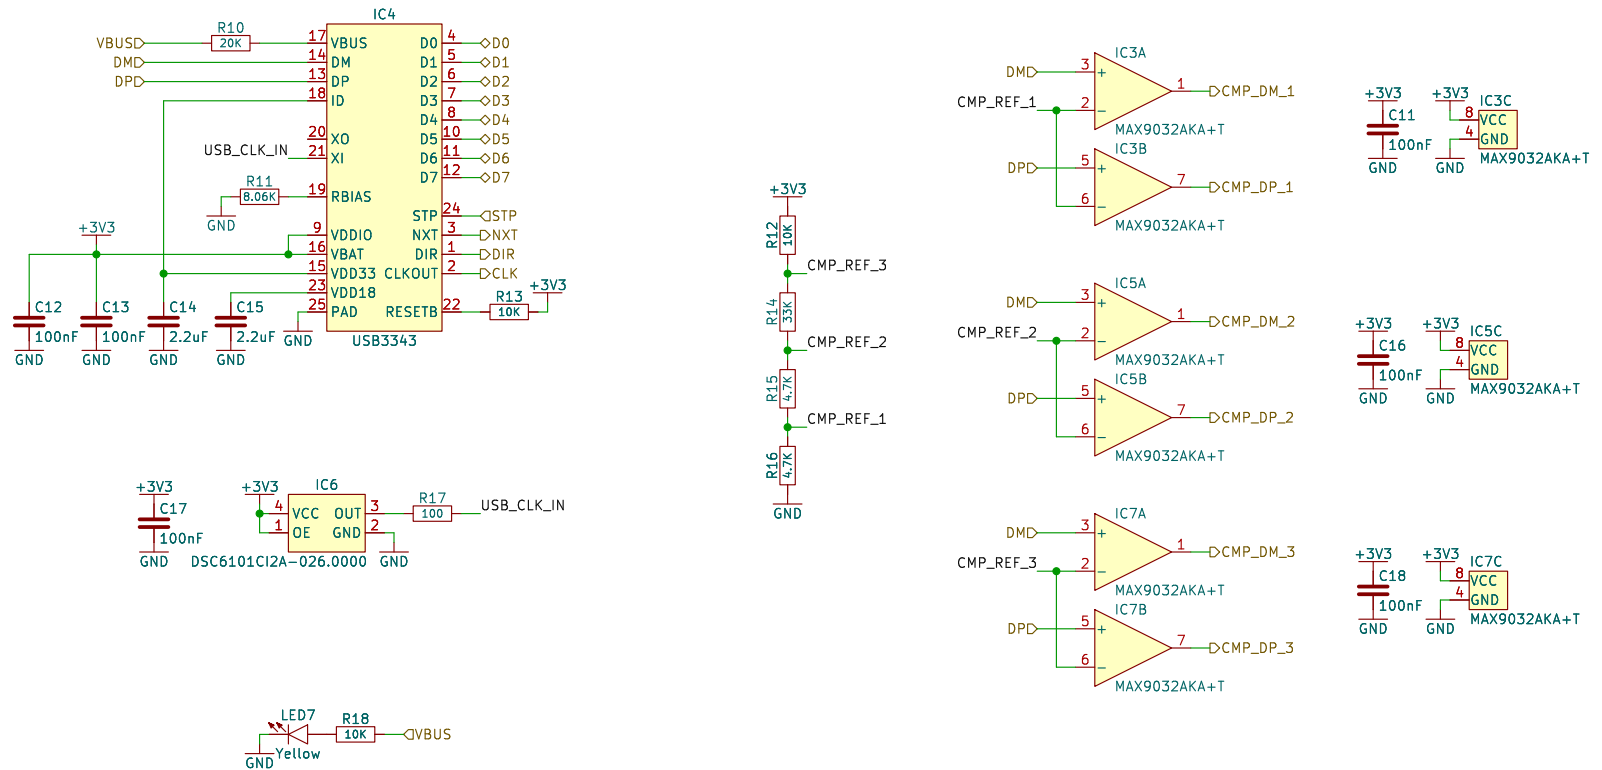 IC4
VBUS R10 20K 17 VBUS D0 4 D0
DM 14 DM D1 5 D1
DP 13 DP D2 6 D2
18 ID D3 7 D3
D4 8 D4
20 XO D5 10 D5
USB_CLK_IN 21 XI D6 11 D6
D7 12 D7
R11 8.06K 19 RBIAS
GND
STP 24 STP
+3V3 9 VDDIO NXT 3 NXT
16 VBAT DIR 1 DIR
15 VDD33 CLKOUT 2 CLK
23 VDD18
25 PAD RESETB 22 R13 10K +3V3
C12 100nF GND
C13 100nF GND
C14 2.2uF GND
C15 2.2uF GND
GND
USB3343
+3V3
R12 10K
CMP_REF_3
R14 33K
CMP_REF_2
R15 4.7K
CMP_REF_1
R16 4.7K
GND
IC3A
DM 3 + 1 CMP_DM_1
CMP_REF_1 2 −
MAX9032AKA+T
IC3B
DP 5 + 7 CMP_DP_1
6 −
MAX9032AKA+T
+3V3 C11 100nF GND
+3V3 IC3C
8 VCC
4 GND
GND MAX9032AKA+T
IC5A
DM 3 + 1 CMP_DM_2
CMP_REF_2 2 −
MAX9032AKA+T
IC5B
DP 5 + 7 CMP_DP_2
6 −
MAX9032AKA+T
+3V3 C16 100nF GND
+3V3 IC5C
8 VCC
4 GND
GND MAX9032AKA+T
IC7A
DM 3 + 1 CMP_DM_3
CMP_REF_3 2 −
MAX9032AKA+T
IC7B
DP 5 + 7 CMP_DP_3
6 −
MAX9032AKA+T
+3V3 C18 100nF GND
+3V3 IC7C
8 VCC
4 GND
GND MAX9032AKA+T
+3V3 C17 100nF GND
+3V3 IC6
4 VCC OUT 3 R17 100 USB_CLK_IN
1 OE GND 2
DSC6101CI2A-026.0000 GND
LED7 R18 10K VBUS
GND Yellow